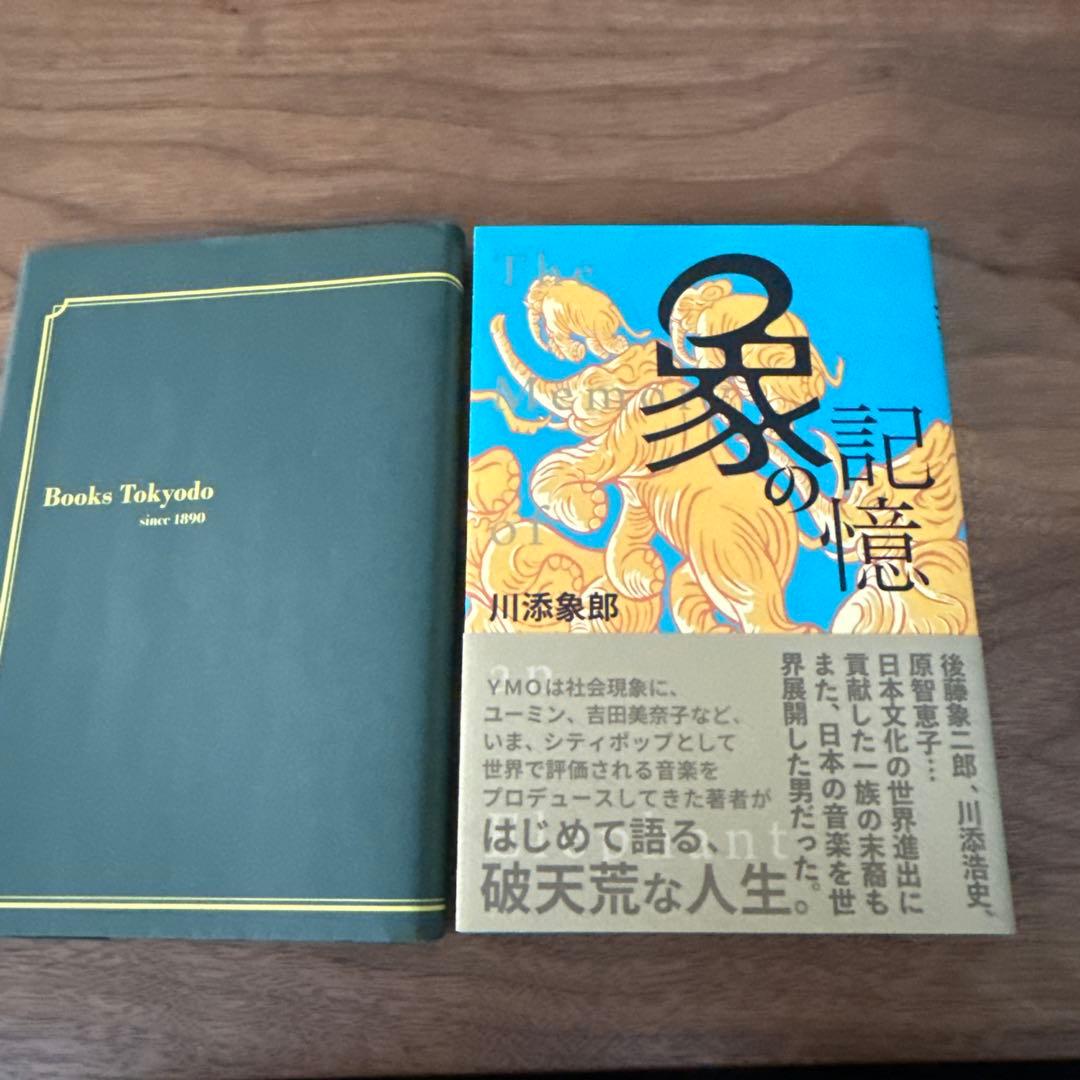 Books Tokyodo
since 1890
The
Memory
of
an
Elephant
象の
記憶
川添象郎
後藤象二郎、川添浩史、
原智恵子…
日本文化の世界進出に
貢献した一族の末裔も
また、日本の音楽を世
界展開した男だった。
YMOは社会現象に、
ユーミン、吉田美奈子など、
いま、シティポップとして
世界で評価される音楽を
プロデュースしてきた著者が
はじめて語る、
破天荒な人生。